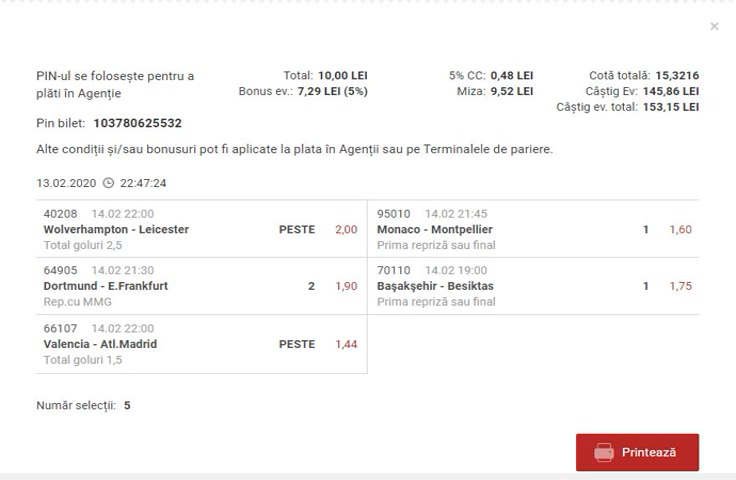 ×
PIN-ul se folosește pentru a
plăti în Agenție
Total: 10,00 LEI
Bonus ev.: 7,29 LEI (5%)
5% CC: 0,48 LEI
Miza: 9,52 LEI
Cotă totală: 15,3216
Câștig Ev: 145,86 LEI
Câștig ev. total: 153,15 LEI
Pin bilet: 103780625532
Alte condiții și/sau bonusuri pot fi aplicate la plata în Agenții sau pe Terminalele de pariere.
13.02.2020 22:47:24
40208 14.02 22:00
Wolverhampton - Leicester PESTE 2,00
Total goluri 2,5
95010 14.02 21:45
Monaco - Montpellier 1 1,60
Prima repriză sau final
64905 14.02 21:30
Dortmund - E.Frankfurt 2 1,90
Rep.cu MMG
70110 14.02 19:00
Başakşehir - Besiktas 1 1,75
Prima repriză sau final
66107 14.02 22:00
Valencia - Atl.Madrid PESTE 1,44
Total goluri 1,5
Număr selecții: 5
Printează